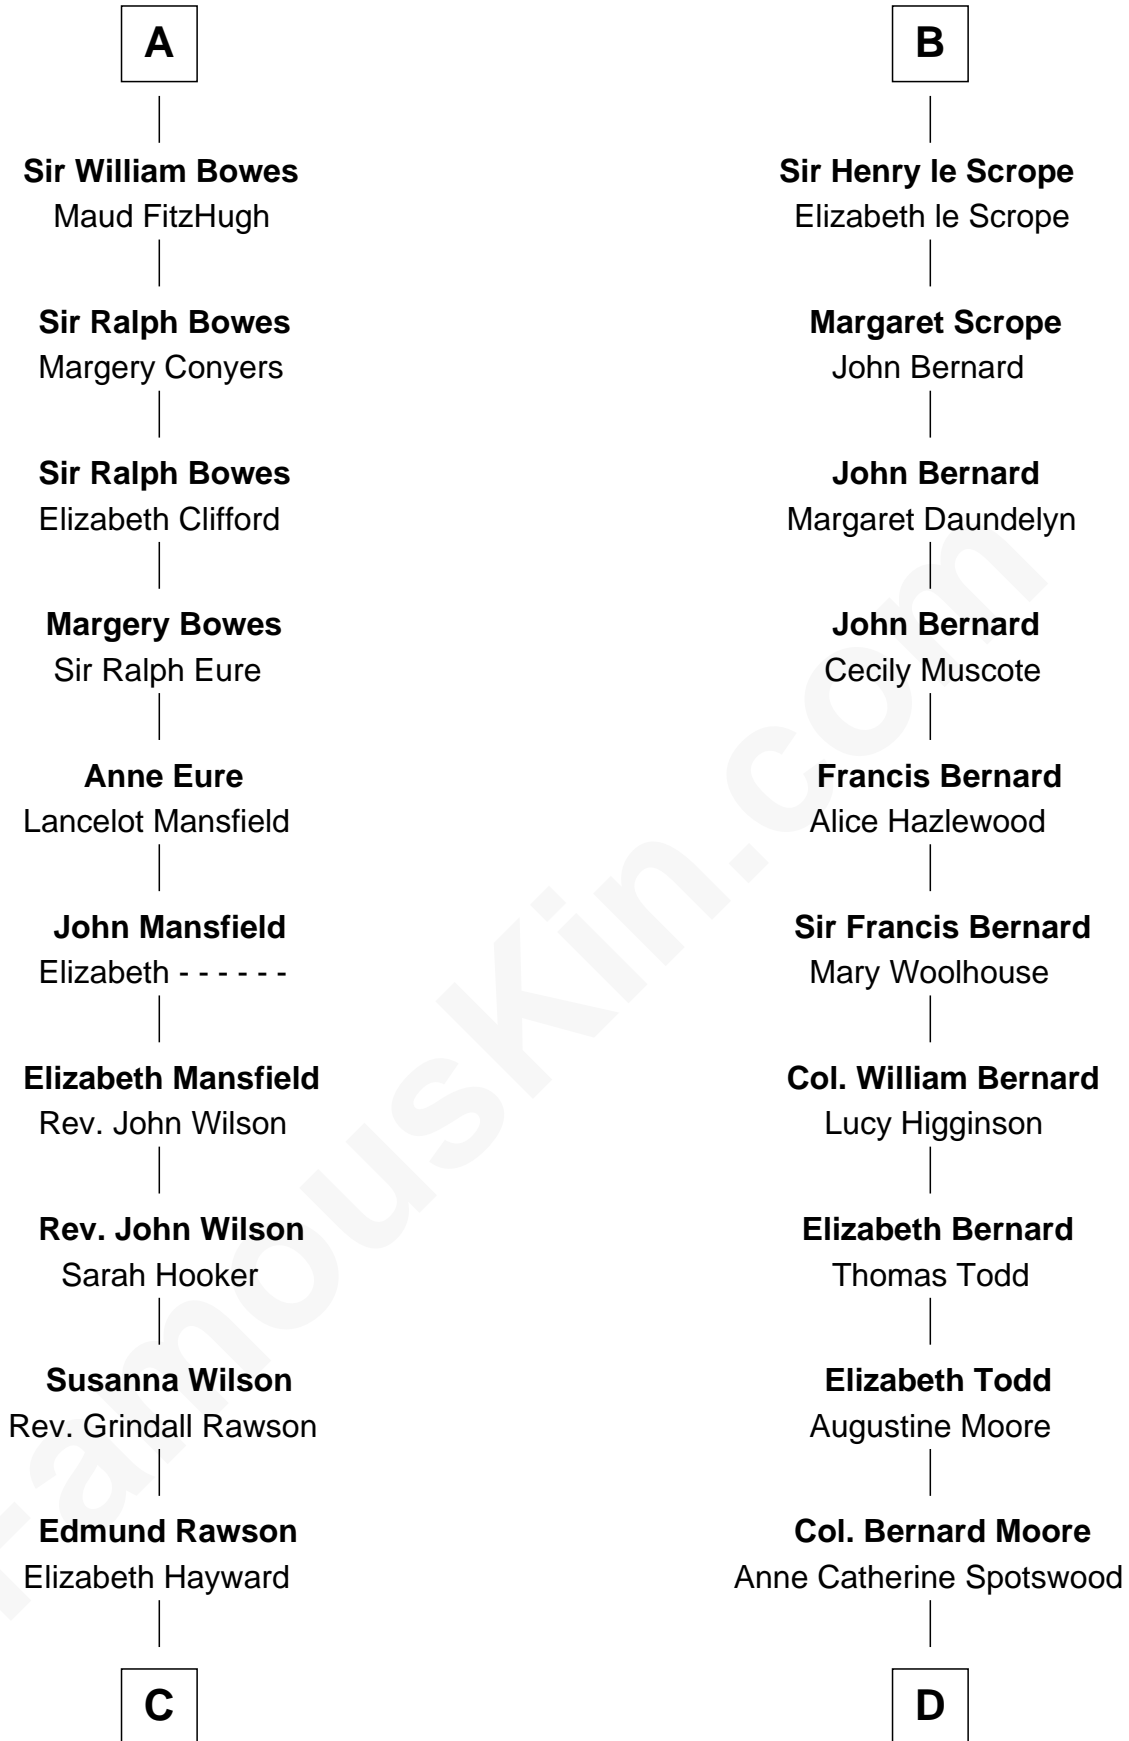 A
Sir William Bowes
Maud FitzHugh
Sir Ralph Bowes
Margery Conyers
Sir Ralph Bowes
Elizabeth Clifford
Margery Bowes
Sir Ralph Eure
Anne Eure
Lancelot Mansfield
John Mansfield
Elizabeth - - - - - -
Elizabeth Mansfield
Rev. John Wilson
Rev. John Wilson
Sarah Hooker
Susanna Wilson
Rev. Grindall Rawson
Edmund Rawson
Elizabeth Hayward
C
B
Sir Henry le Scrope
Elizabeth le Scrope
Margaret Scrope
John Bernard
John Bernard
Margaret Daundelyn
John Bernard
Cecily Muscote
Francis Bernard
Alice Hazlewood
Sir Francis Bernard
Mary Woolhouse
Col. William Bernard
Lucy Higginson
Elizabeth Bernard
Thomas Todd
Elizabeth Todd
Augustine Moore
Col. Bernard Moore
Anne Catherine Spotswood
D
FamousKin.com